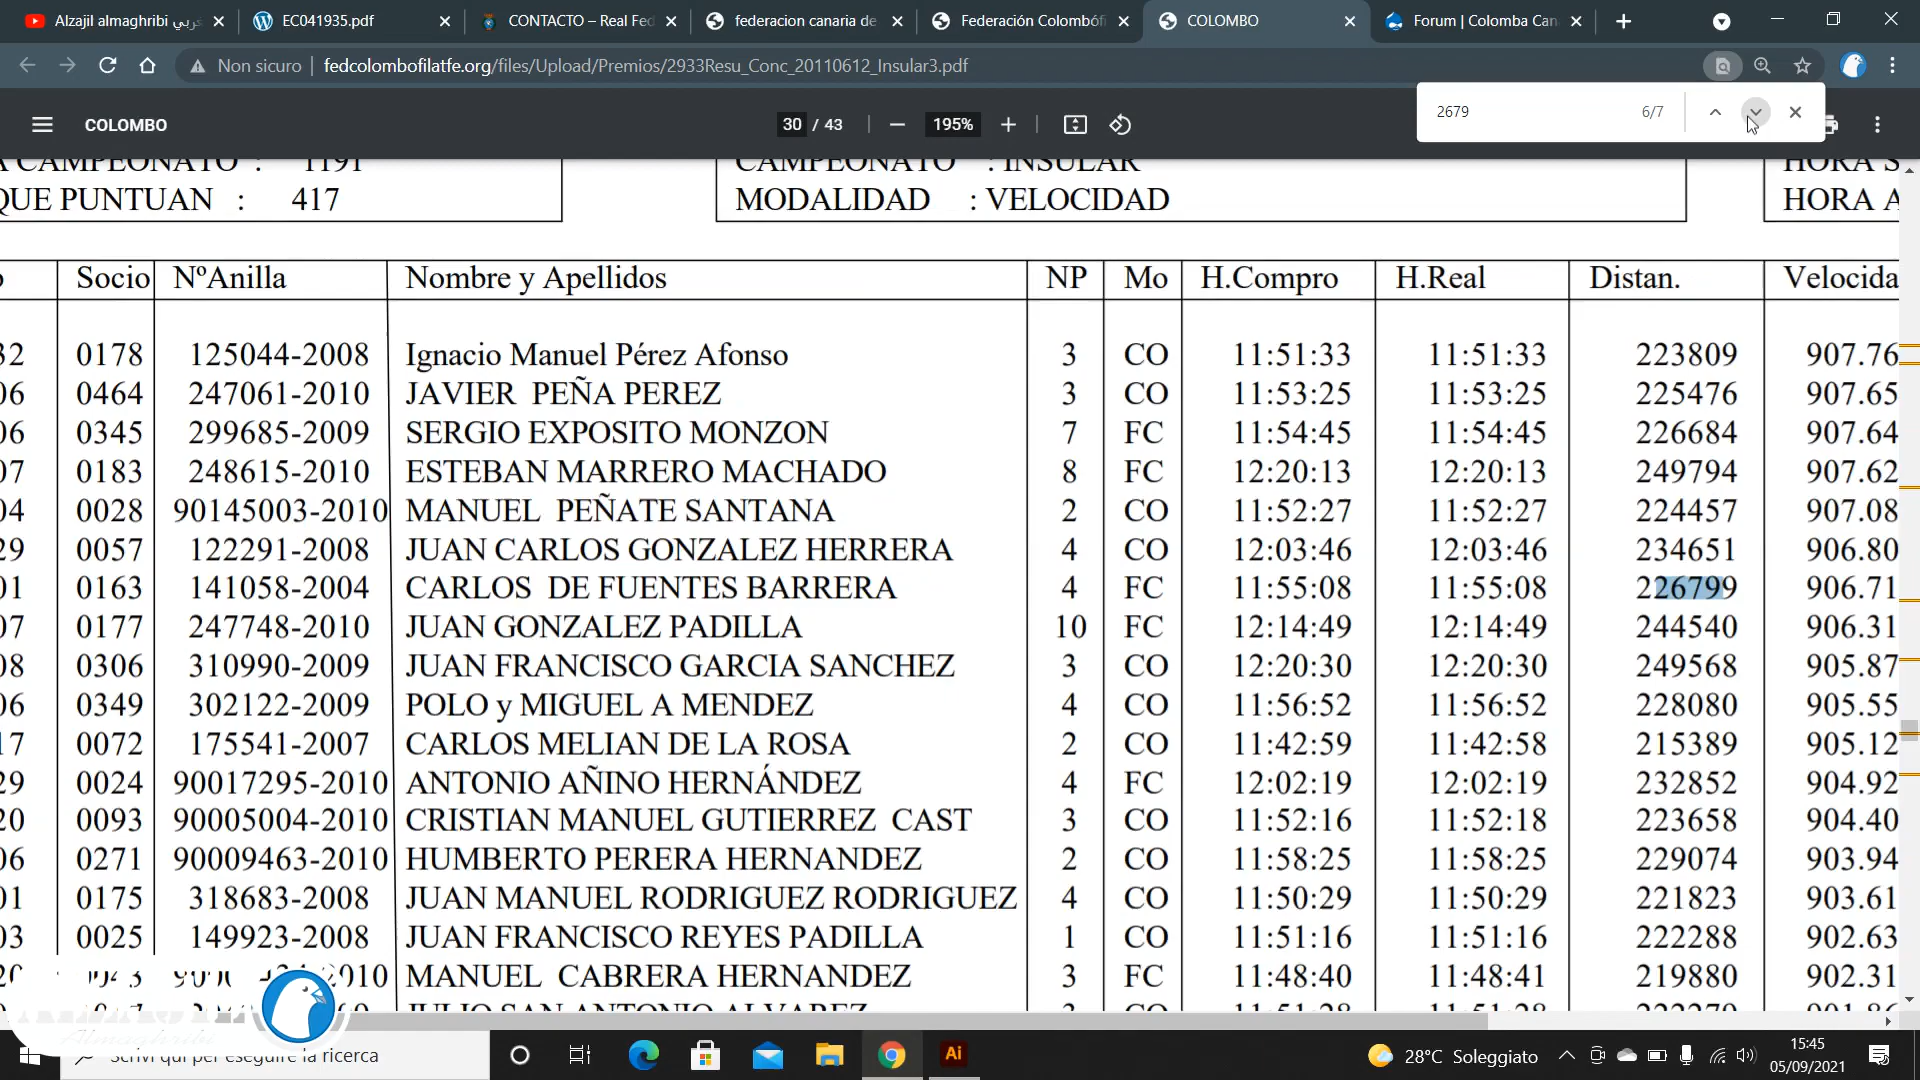 Alzajil almaghribi
EC041935.pdf
CONTACTO – Real Fed
federacion canaria de
Federación Colombófi
COLOMBO
Forum | Colomba Can
Non sicuro
fedcolombofilatfe.org/files/Upload/Premios/2933Resu_Conc_20110612_Insular3.pdf
2679 6/7
COLOMBO
30 / 43
195%
A CAMPEONATO : 1191 CAMPEONATO : INSULAR HORA S
QUE PUNTUAN : 417 MODALIDAD : VELOCIDAD HORA A
Socio NºAnilla Nombre y Apellidos NP Mo H.Compro H.Real Distan. Velocida
32 0178 125044-2008 Ignacio Manuel Pérez Afonso 3 CO 11:51:33 11:51:33 223809 907.76
06 0464 247061-2010 JAVIER PEÑA PEREZ 3 CO 11:53:25 11:53:25 225476 907.65
06 0345 299685-2009 SERGIO EXPOSITO MONZON 7 FC 11:54:45 11:54:45 226684 907.64
07 0183 248615-2010 ESTEBAN MARRERO MACHADO 8 FC 12:20:13 12:20:13 249794 907.62
04 0028 90145003-2010 MANUEL PEÑATE SANTANA 2 CO 11:52:27 11:52:27 224457 907.08
29 0057 122291-2008 JUAN CARLOS GONZALEZ HERRERA 4 CO 12:03:46 12:03:46 234651 906.80
01 0163 141058-2004 CARLOS DE FUENTES BARRERA 4 FC 11:55:08 11:55:08 226799 906.71
07 0177 247748-2010 JUAN GONZALEZ PADILLA 10 FC 12:14:49 12:14:49 244540 906.31
08 0306 310990-2009 JUAN FRANCISCO GARCIA SANCHEZ 3 CO 12:20:30 12:20:30 249568 905.87
06 0349 302122-2009 POLO y MIGUEL A MENDEZ 4 CO 11:56:52 11:56:52 228080 905.55
17 0072 175541-2007 CARLOS MELIAN DE LA ROSA 2 CO 11:42:59 11:42:58 215389 905.12
29 0024 90017295-2010 ANTONIO AÑINO HERNÁNDEZ 4 FC 12:02:19 12:02:19 232852 904.92
20 0093 90005004-2010 CRISTIAN MANUEL GUTIERREZ CAST 3 CO 11:52:16 11:52:18 223658 904.40
06 0271 90009463-2010 HUMBERTO PERERA HERNANDEZ 2 CO 11:58:25 11:58:25 229074 903.94
01 0175 318683-2008 JUAN MANUEL RODRIGUEZ RODRIGUEZ 4 CO 11:50:29 11:50:29 221823 903.61
03 0025 149923-2008 JUAN FRANCISCO REYES PADILLA 1 CO 11:51:16 11:51:16 222288 902.63
MANUEL CABRERA HERNANDEZ 3 FC 11:48:40 11:48:41 219880 902.31
JULIO SAN ANTONIO ALVAREZ
Almaghribi
Scrivi qui per eseguire la ricerca
Ai
28°C Soleggiato
15:45
05/09/2021